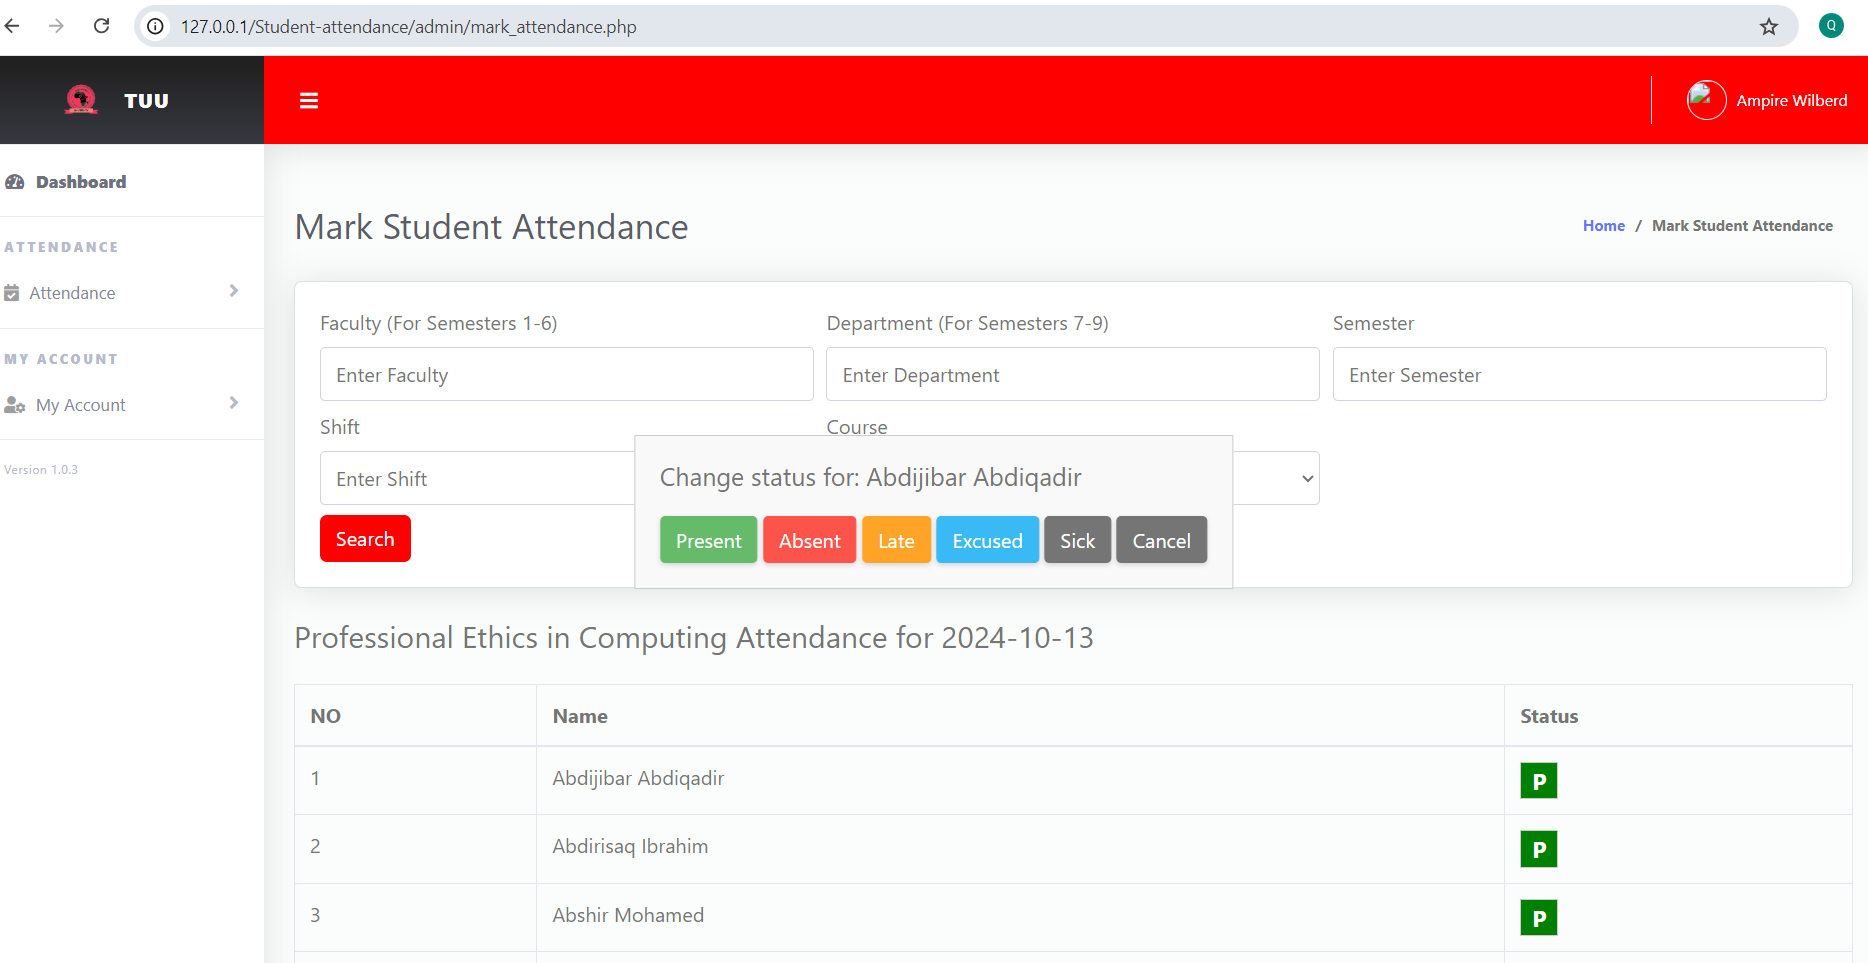 127.0.0.1/Student-attendance/admin/mark_attendance.php
Q
TUU
Ampire Wilberd
Dashboard
ATTENDANCE
Attendance
MY ACCOUNT
My Account
Version 1.0.3
Mark Student Attendance
Home / Mark Student Attendance
Faculty (For Semesters 1-6)
Department (For Semesters 7-9)
Semester
Enter Faculty
Enter Department
Enter Semester
Shift
Course
Enter Shift
Search
Change status for: Abdijibar Abdiqadir
Present Absent Late Excused Sick Cancel
Professional Ethics in Computing Attendance for 2024-10-13
NO Name Status
1 Abdijibar Abdiqadir P
2 Abdirisaq Ibrahim P
3 Abshir Mohamed P